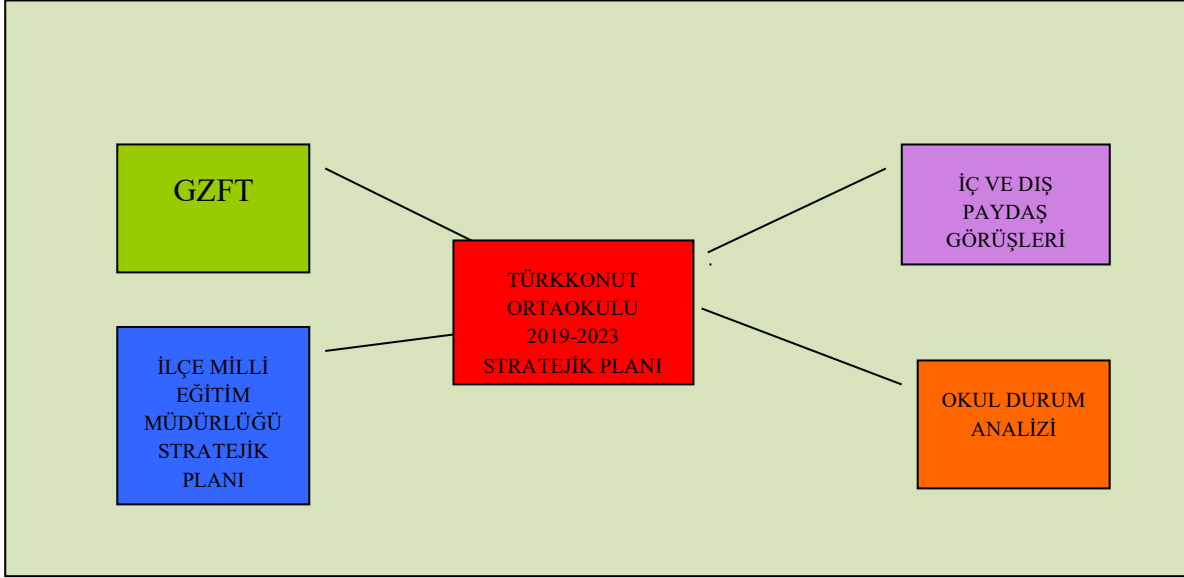 GZFT
İLÇE MİLLİ
EĞİTİM
MÜDÜRLÜĞÜ
STRATEJİK
PLANI
TÜRKKONUT
ORTAOKULU
2019-2023
STRATEJİK PLANI
.
İÇ VE DIŞ
PAYDAŞ
GÖRÜŞLERİ
OKUL DURUM
ANALİZİ